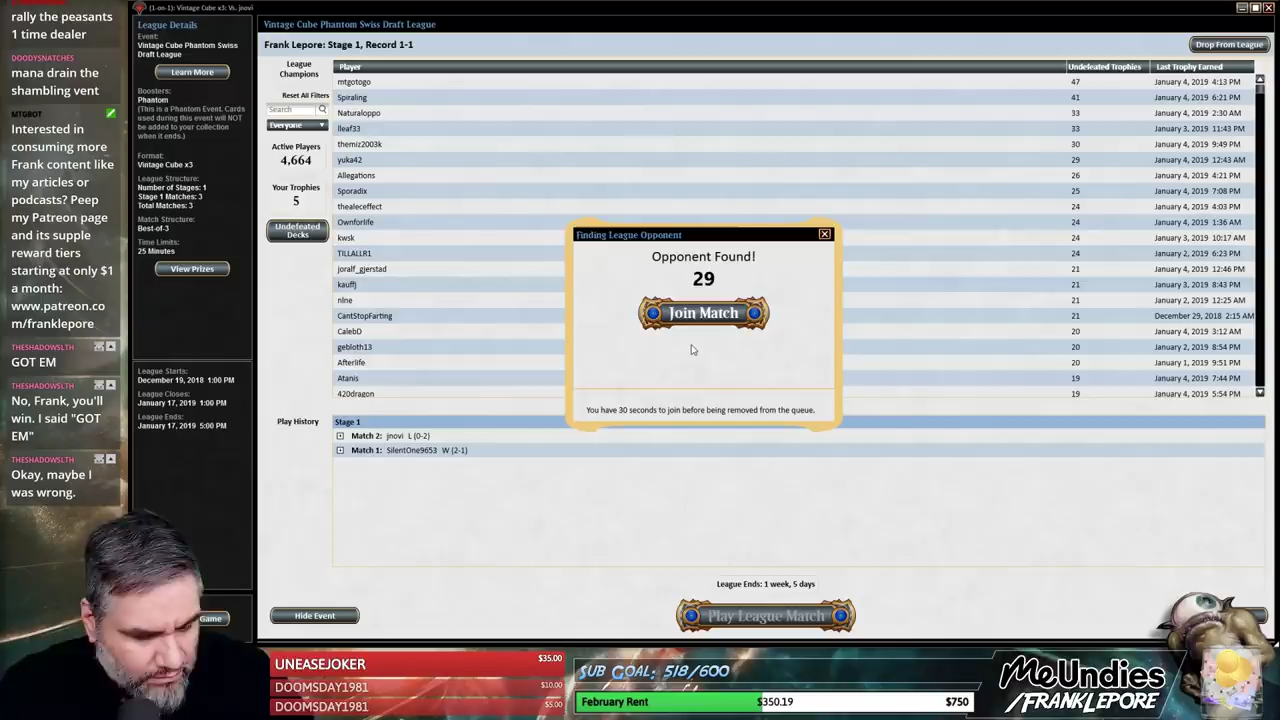 rally the peasants
1 time dealer
DOODYSNATCHES
mana drain the
shambling vent
MTGBOT
Interested in
consuming more
Frank content like
my articles or
podcasts? Peep
my Patreon page
and its supple
reward tiers
starting at only $1
a month:
www.patreon.co
m/franklepore
THESHADOWSLTH
GOT EM
THESHADOWSLTH
No, Frank, you'll
win. I said "GOT
EM"
THESHADOWSLTH
Okay, maybe I
was wrong.
(1-on-1): Vintage Cube x3: Vs. jnovi
League Details
Event:
Vintage Cube Phantom Swiss
Draft League
Learn More
Boosters:
Phantom
(This is a Phantom Event. Cards
used during this event will NOT
be added to your collection
when it ends.)
Format:
Vintage Cube x3
League Structure:
Number of Stages: 1
Stage 1 Matches: 3
Total Matches: 3
Match Structure:
Best-of-3
Time Limits:
25 Minutes
View Prizes
League Starts:
December 19, 2018 1:00 PM
League Closes:
January 17, 2019 1:00 PM
League Ends:
January 17, 2019 5:00 PM
Game
Vintage Cube Phantom Swiss Draft League
Frank Lepore: Stage 1, Record 1-1
Drop From League
League
Champions
Reset All Filters
Search
Everyone
Active Players
4,664
Your Trophies
5
Undefeated
Decks
Player Undefeated Trophies Last Trophy Earned
mtgotogo 47 January 4, 2019 4:13 PM
Spiraling 41 January 4, 2019 6:21 PM
Naturaloppo 33 January 4, 2019 2:30 AM
lleaf33 33 January 3, 2019 11:43 PM
themiz2003k 30 January 4, 2019 9:49 PM
yuka42 29 January 4, 2019 12:43 AM
Allegations 26 January 4, 2019 4:21 PM
Sporadix 25 January 4, 2019 7:08 PM
thealeceffect 24 January 4, 2019 4:03 PM
Ownforlife 24 January 4, 2019 1:36 AM
kwsk 24 January 3, 2019 10:17 AM
TILLALLR1 24 January 2, 2019 6:23 PM
joralf_gjerstad 21 January 4, 2019 12:46 PM
kauffj 21 January 3, 2019 8:43 PM
nlne 21 January 2, 2019 12:25 AM
CantStopFarting 21 December 29, 2018 2:15 AM
CalebD 20 January 4, 2019 3:12 AM
gebloth13 20 January 2, 2019 8:54 PM
Afterlife 20 January 1, 2019 9:51 PM
Atanis 19 January 4, 2019 7:44 PM
420dragon 19 January 4, 2019 5:54 PM
Finding League Opponent
Opponent Found!
29
Join Match
You have 30 seconds to join before being removed from the queue.
Play History
Stage 1
Match 2: jnovi L (0-2)
Match 1: SilentOne9653 W (2-1)
League Ends: 1 week, 5 days
Hide Event
Play League Match
UNEASEJOKER $35.00
DOOMSDAY1981 $10.00
DOOMSDAY1981 $5.00
SUB GOAL: 518/600
February Rent $350.19 $750
MeUndies
/FRANKLEPORE